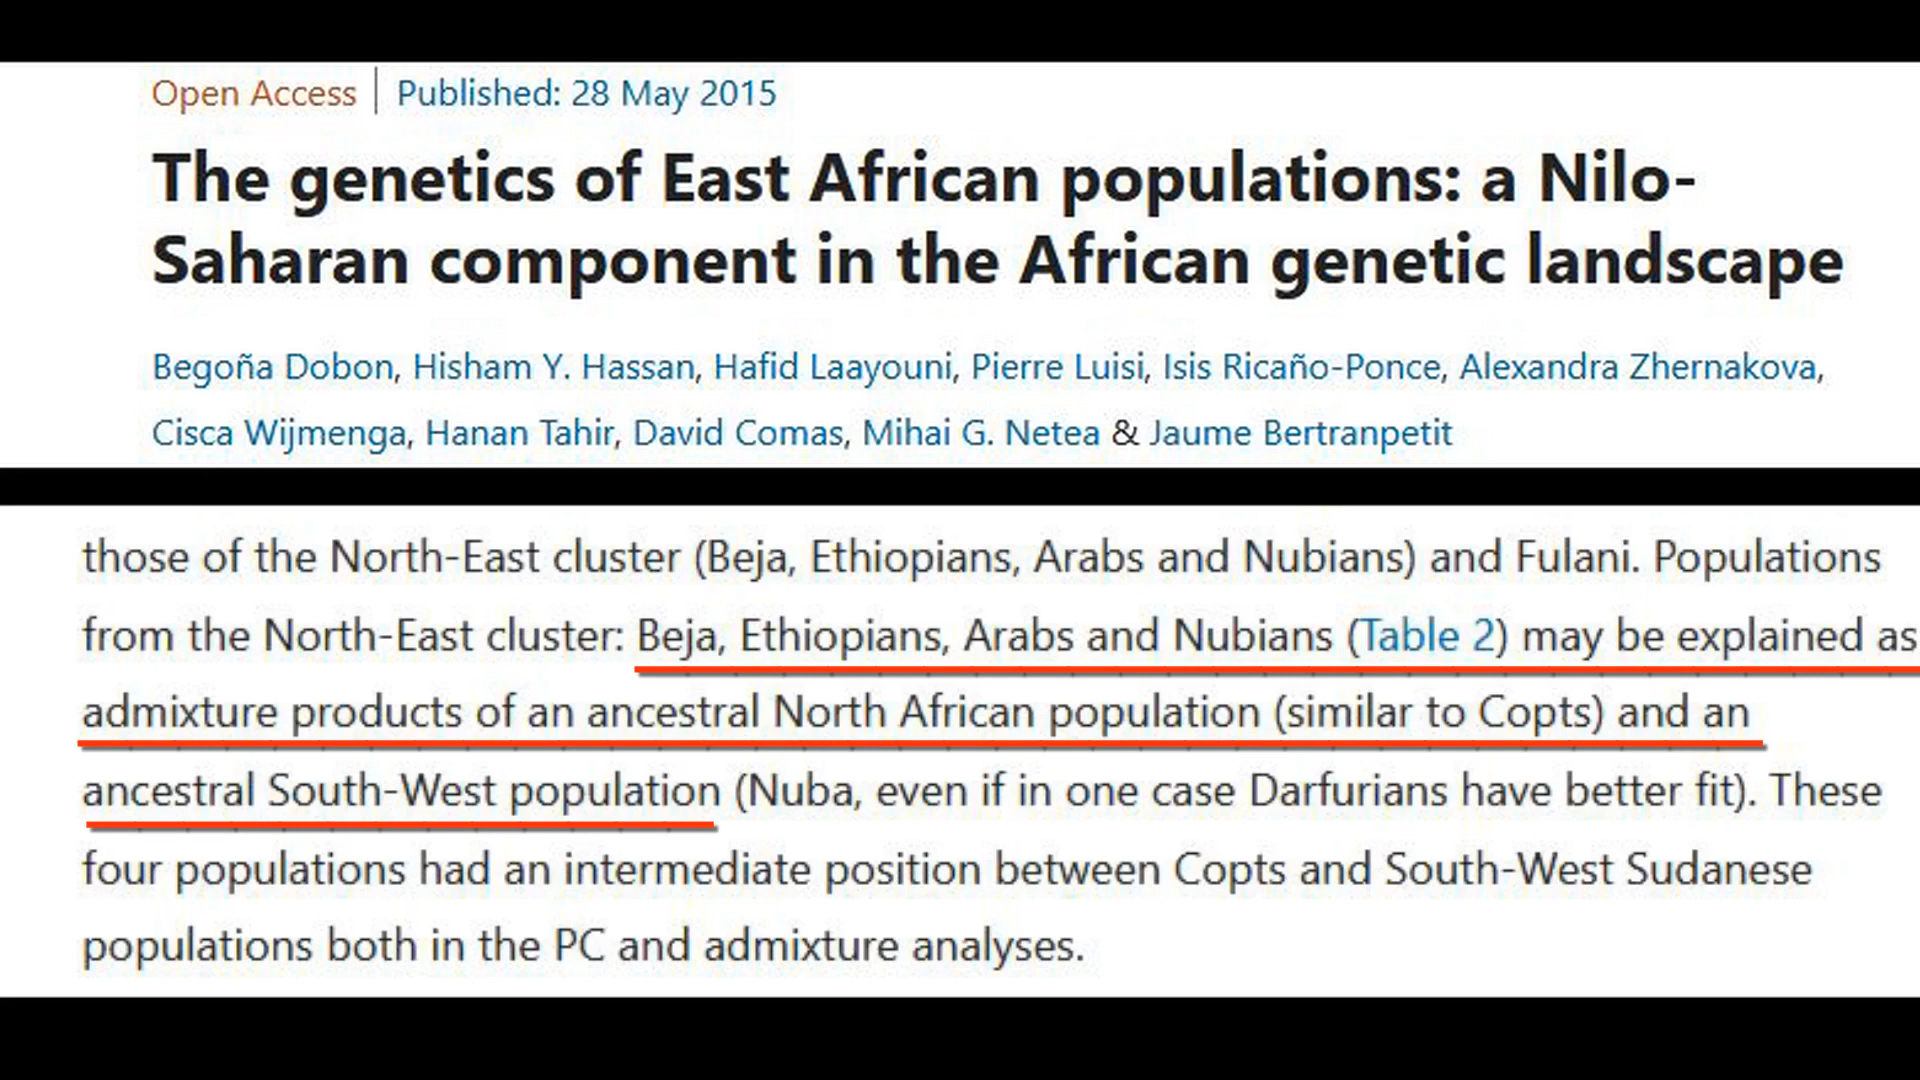 Open Access | Published: 28 May 2015
The genetics of East African populations: a Nilo-
Saharan component in the African genetic landscape
Begoña Dobon, Hisham Y. Hassan, Hafid Laayouni, Pierre Luisi, Isis Ricaño-Ponce, Alexandra Zhernakova,
Cisca Wijmenga, Hanan Tahir, David Comas, Mihai G. Netea & Jaume Bertranpetit
those of the North-East cluster (Beja, Ethiopians, Arabs and Nubians) and Fulani. Populations
from the North-East cluster: Beja, Ethiopians, Arabs and Nubians (Table 2) may be explained as
admixture products of an ancestral North African population (similar to Copts) and an
ancestral South-West population (Nuba, even if in one case Darfurians have better fit). These
four populations had an intermediate position between Copts and South-West Sudanese
populations both in the PC and admixture analyses.